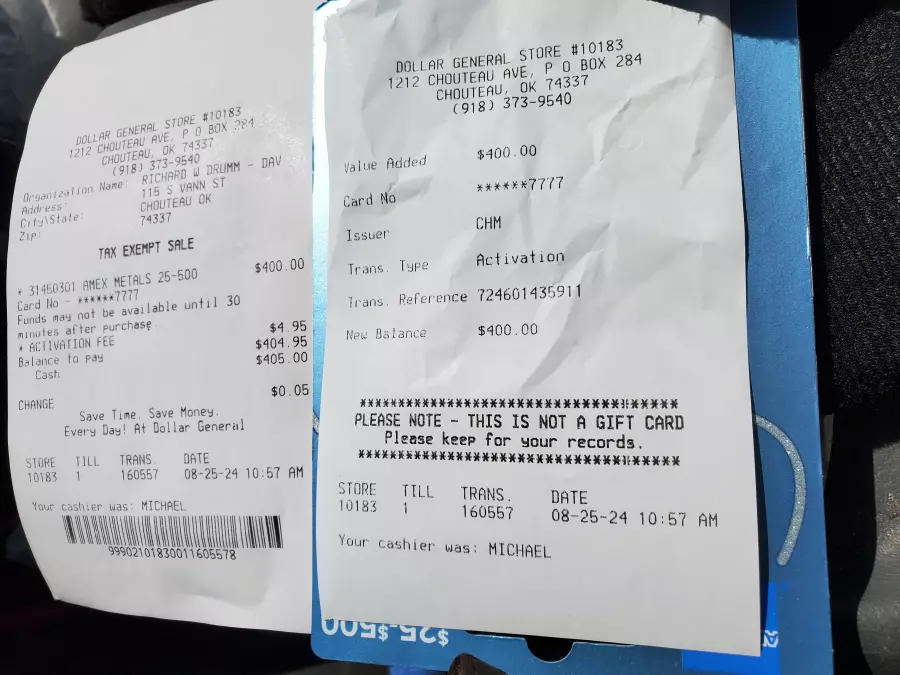 DOLLAR GENERAL STORE #10183
1212 CHOUTEAU AVE, P O BOX 284
CHOUTEAU, OK 74337
(918) 373-9540
Organization Name: RICHARD W DRUMM - DAV
Address: 115 S VANN ST
City\State: CHOUTEAU OK
Zip: 74337
TAX EXEMPT SALE
* 31450301 AMEX METALS 25-500 $400.00
Card No - ******7777
Funds may not be available until 30
minutes after purchase.
* ACTIVATION FEE $4.95
Balance to pay $404.95
Cash $405.00
CHANGE $0.05
Save Time. Save Money.
Every Day! At Dollar General
STORE TILL TRANS. DATE
10183 1 160557 08-25-24 10:57 AM
Your cashier was: MICHAEL
99902101830011605578
DOLLAR GENERAL STORE #10183
1212 CHOUTEAU AVE, P O BOX 284
CHOUTEAU, OK 74337
(918) 373-9540
Value Added $400.00
Card No ******7777
Issuer CHM
Trans. Type Activation
Trans. Reference 724601435911
New Balance $400.00
***********************************
PLEASE NOTE - THIS IS NOT A GIFT CARD
Please keep for your records.
***********************************
STORE TILL TRANS. DATE
10183 1 160557 08-25-24 10:57 AM
Your cashier was: MICHAEL
$25-$500